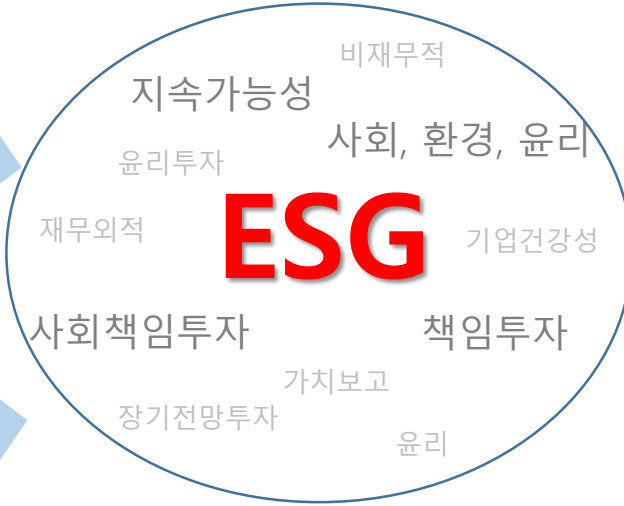 비재무적
지속가능성
사회, 환경, 윤리
윤리투자
ESG
재무외적
기업건강성
사회책임투자
책임투자
가치보고
장기전망투자
윤리